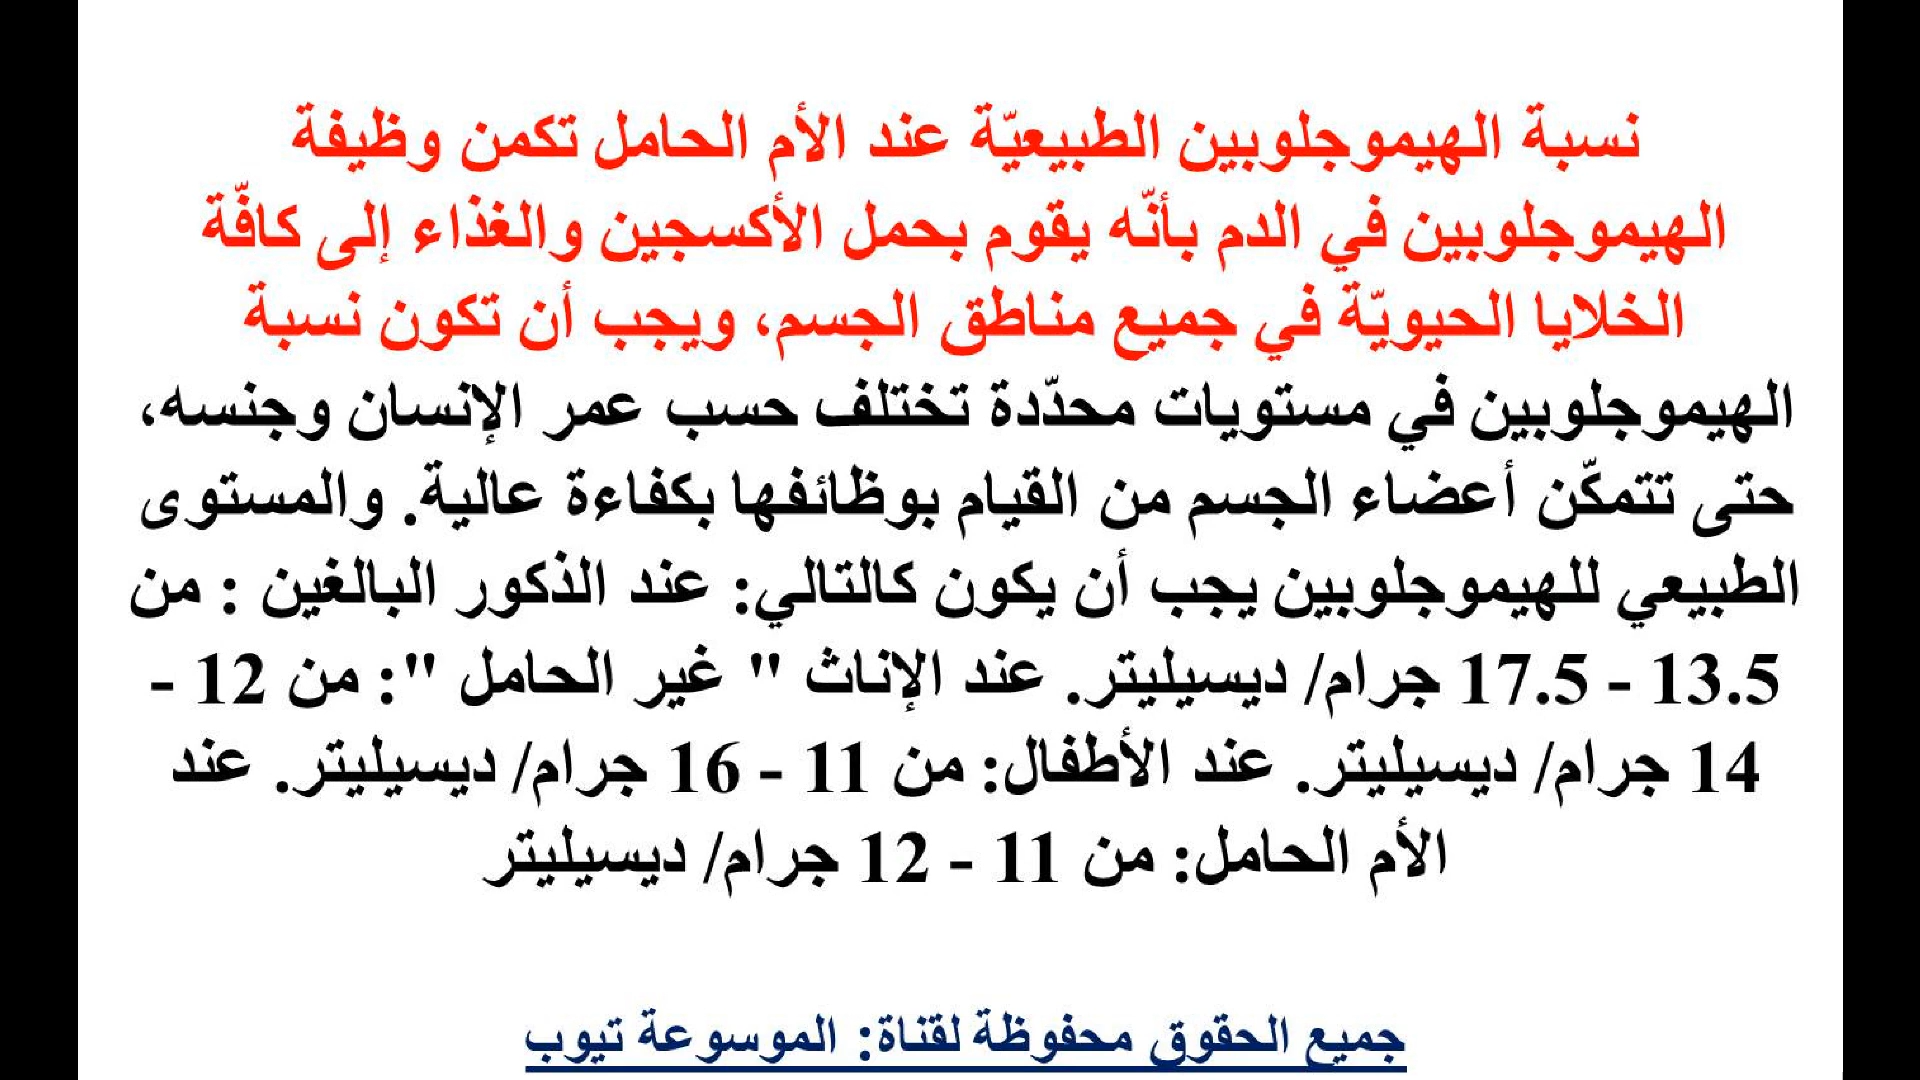 نسبة الهيموجلوبين الطبيعيّة عند الأم الحامل تكمن وظيفة
الهيموجلوبين في الدم بأنّه يقوم بحمل الأكسجين والغذاء إلى كافّة
الخلايا الحيويّة في جميع مناطق الجسم، ويجب أن تكون نسبة
الهيموجلوبين في مستويات محدّدة تختلف حسب عمر الإنسان وجنسه،
حتى تتمكّن أعضاء الجسم من القيام بوظائفها بكفاءة عالية. والمستوى
الطبيعي للهيموجلوبين يجب أن يكون كالتالي: عند الذكور البالغين : من
13.5 - 17.5 جرام/ ديسيليتر. عند الإناث " غير الحامل ": من 12 -
14 جرام/ ديسيليتر. عند الأطفال: من 11 - 16 جرام/ ديسيليتر. عند
الأم الحامل: من 11 - 12 جرام/ ديسيليتر
جميع الحقوق محفوظة لقناة: الموسوعة تيوب